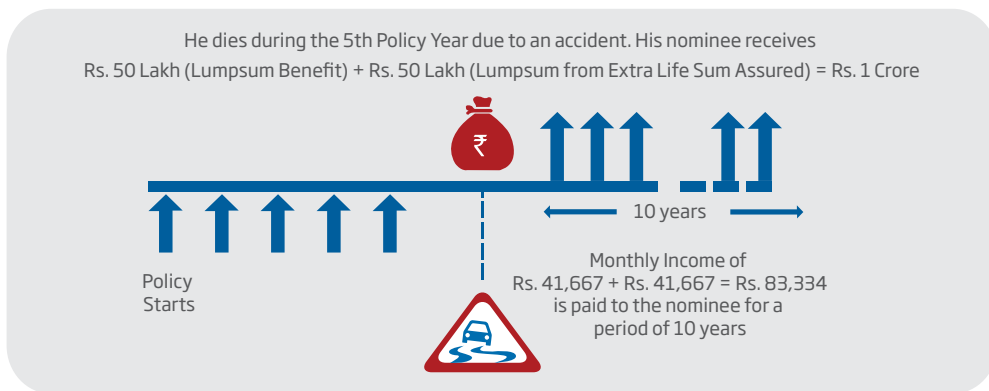 He dies during the 5th Policy Year due to an accident. His nominee receives
Rs. 50 Lakh (Lumpsum Benefit) + Rs. 50 Lakh (Lumpsum from Extra Life Sum Assured) = Rs. 1 Crore
₹
10 years
Policy
Starts
Monthly Income of
Rs. 41,667 + Rs. 41,667 = Rs. 83,334
is paid to the nominee for a
period of 10 years